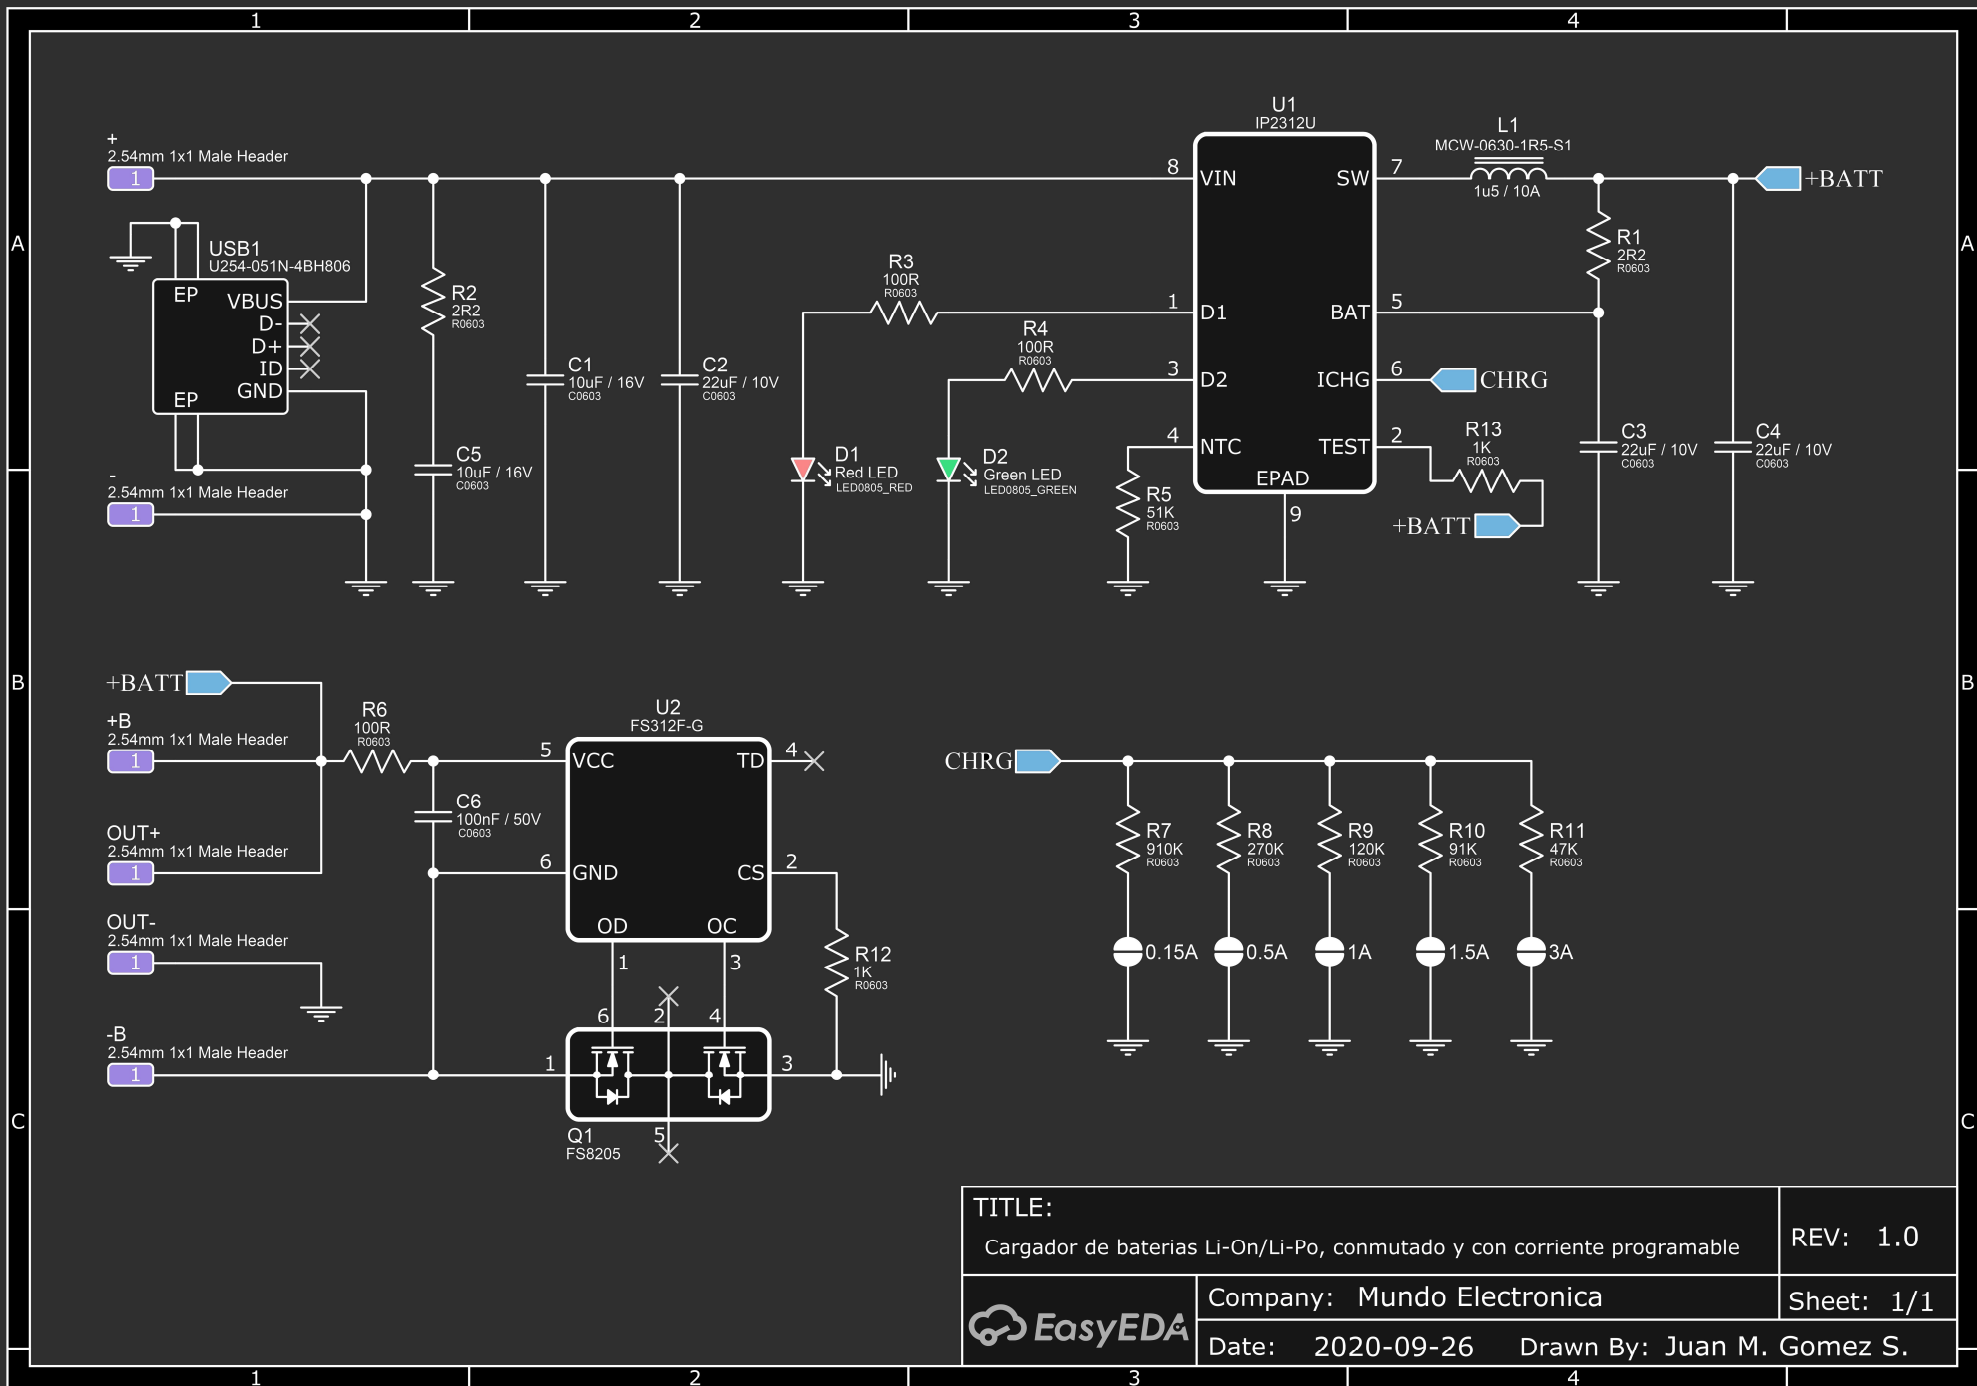 1 2 3 4
A A
B B
C C
+
2.54mm 1x1 Male Header
1
USB1
U254-051N-4BH806
EP
VBUS
D-
D+
ID
GND
EP
-
2.54mm 1x1 Male Header
1
R2
2R2
R0603
C5
10uF / 16V
C0603
C1
10uF / 16V
C0603
C2
22uF / 10V
C0603
R3
100R
R0603
R4
100R
R0603
D1
Red LED
LED0805_RED
D2
Green LED
LED0805_GREEN
R5
51K
R0603
U1
IP2312U
8 VIN SW 7
1 D1 BAT 5
3 D2 ICHG 6
4 NTC TEST 2
EPAD
9
L1
MCW-0630-1R5-S1
1u5 / 10A
+BATT
R1
2R2
R0603
CHRG
R13
1K
R0603
+BATT
C3
22uF / 10V
C0603
C4
22uF / 10V
C0603
+BATT
+B
2.54mm 1x1 Male Header
1
OUT+
2.54mm 1x1 Male Header
1
OUT-
2.54mm 1x1 Male Header
1
-B
2.54mm 1x1 Male Header
1
R6
100R
R0603
C6
100nF / 50V
C0603
U2
FS312F-G
5 VCC TD 4
6 GND CS 2
OD OC
1 3
R12
1K
R0603
6 2 4
1 3
5
Q1
FS8205
CHRG
R7
910K
R0603
R8
270K
R0603
R9
120K
R0603
R10
91K
R0603
R11
47K
R0603
0.15A 0.5A 1A 1.5A 3A
TITLE:
Cargador de baterias Li-On/Li-Po, conmutado y con corriente programable
REV: 1.0
EasyEDA
Company: Mundo Electronica
Sheet: 1/1
Date: 2020-09-26 Drawn By: Juan M. Gomez S.
1 2 3 4